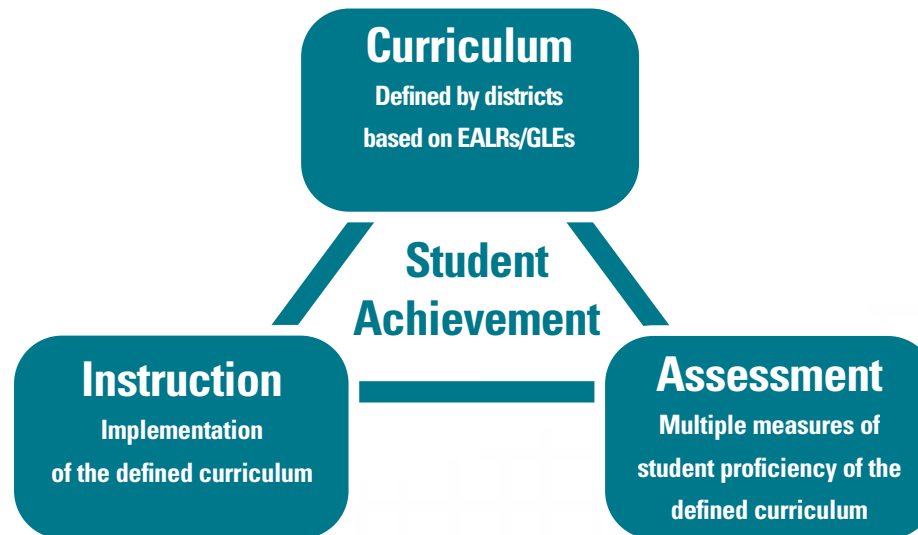 Curriculum
Defined by districts
based on EALRs/GLEs
Student
Achievement
Instruction
Implementation
of the defined curriculum
Assessment
Multiple measures of
student proficiency of the
defined curriculum